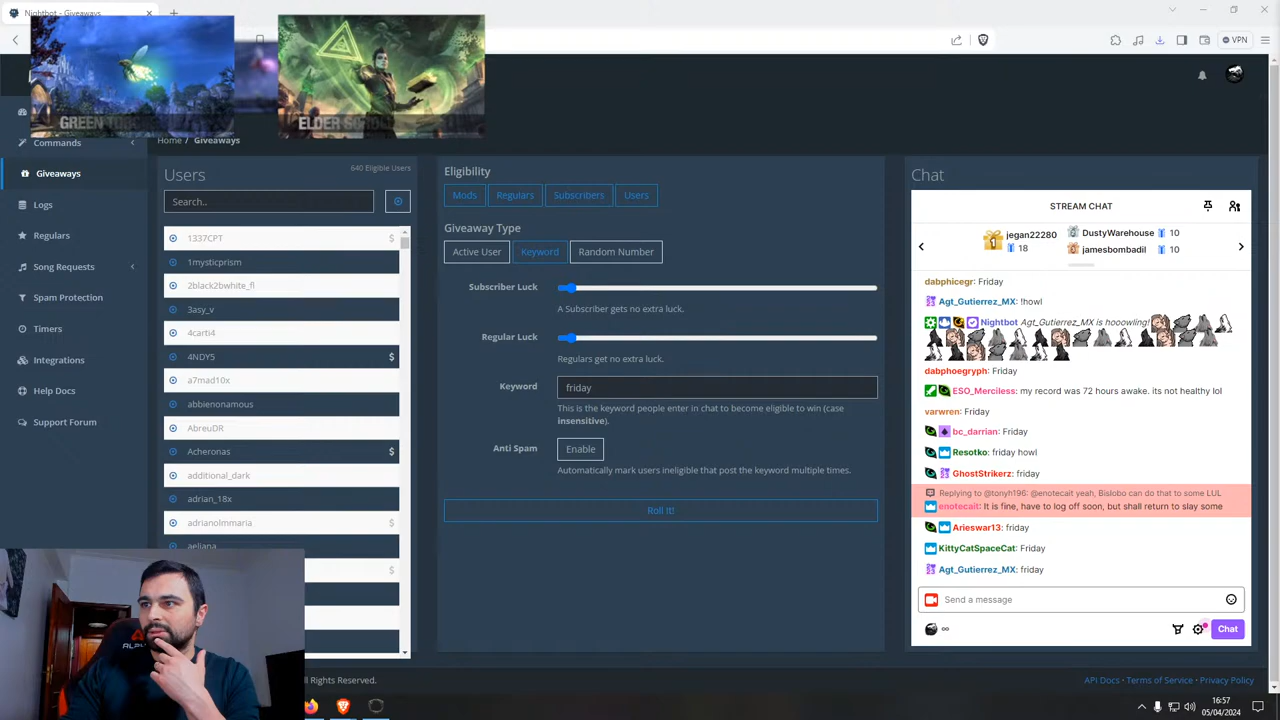 Nightbot - Giveaways
VPN
GREEN
ELDER
Home / Giveaways
Commands
Giveaways
Logs
Regulars
Song Requests
Spam Protection
Timers
Integrations
Help Docs
Support Forum
Users
640 Eligible Users
Search..
1337CPT $
1mysticprism
2black2bwhite_fl
3asy_v
4carti4
4NDY5 $
a7mad10x
abbienonamous
AbreuDR
Acheronas $
additional_dark
adrian_18x
adrianolmmaria $
aeliana
$
Eligibility
Mods Regulars Subscribers Users
Giveaway Type
Active User Keyword Random Number
Subscriber Luck
A Subscriber gets no extra luck.
Regular Luck
Regulars get no extra luck.
Keyword friday
This is the keyword people enter in chat to become eligible to win (case
insensitive).
Anti Spam Enable
Automatically mark users ineligible that post the keyword multiple times.
Roll It!
Chat
STREAM CHAT
jegan22280
18
DustyWarehouse 10
jamesbombadil 10
dabphicegr: Friday
Agt_Gutierrez_MX: !howl
Nightbot Agt_Gutierrez_MX is hooowling!
dabphoegryph: Friday
ESO_Merciless: my record was 72 hours awake. its not healthy lol
varwren: Friday
bc_darrian: Friday
Resotko: friday howl
GhostStrikerz: friday
Replying to @tonyh196: @enotecait yeah, Bislobo can do that to some LUL
enotecait: It is fine, have to log off soon, but shall return to slay some
Arieswar13: friday
KittyCatSpaceCat: Friday
Agt_Gutierrez_MX: friday
Send a message
∞
Chat
All Rights Reserved.
API Docs · Terms of Service · Privacy Policy
ALPH
16:57
05/04/2024